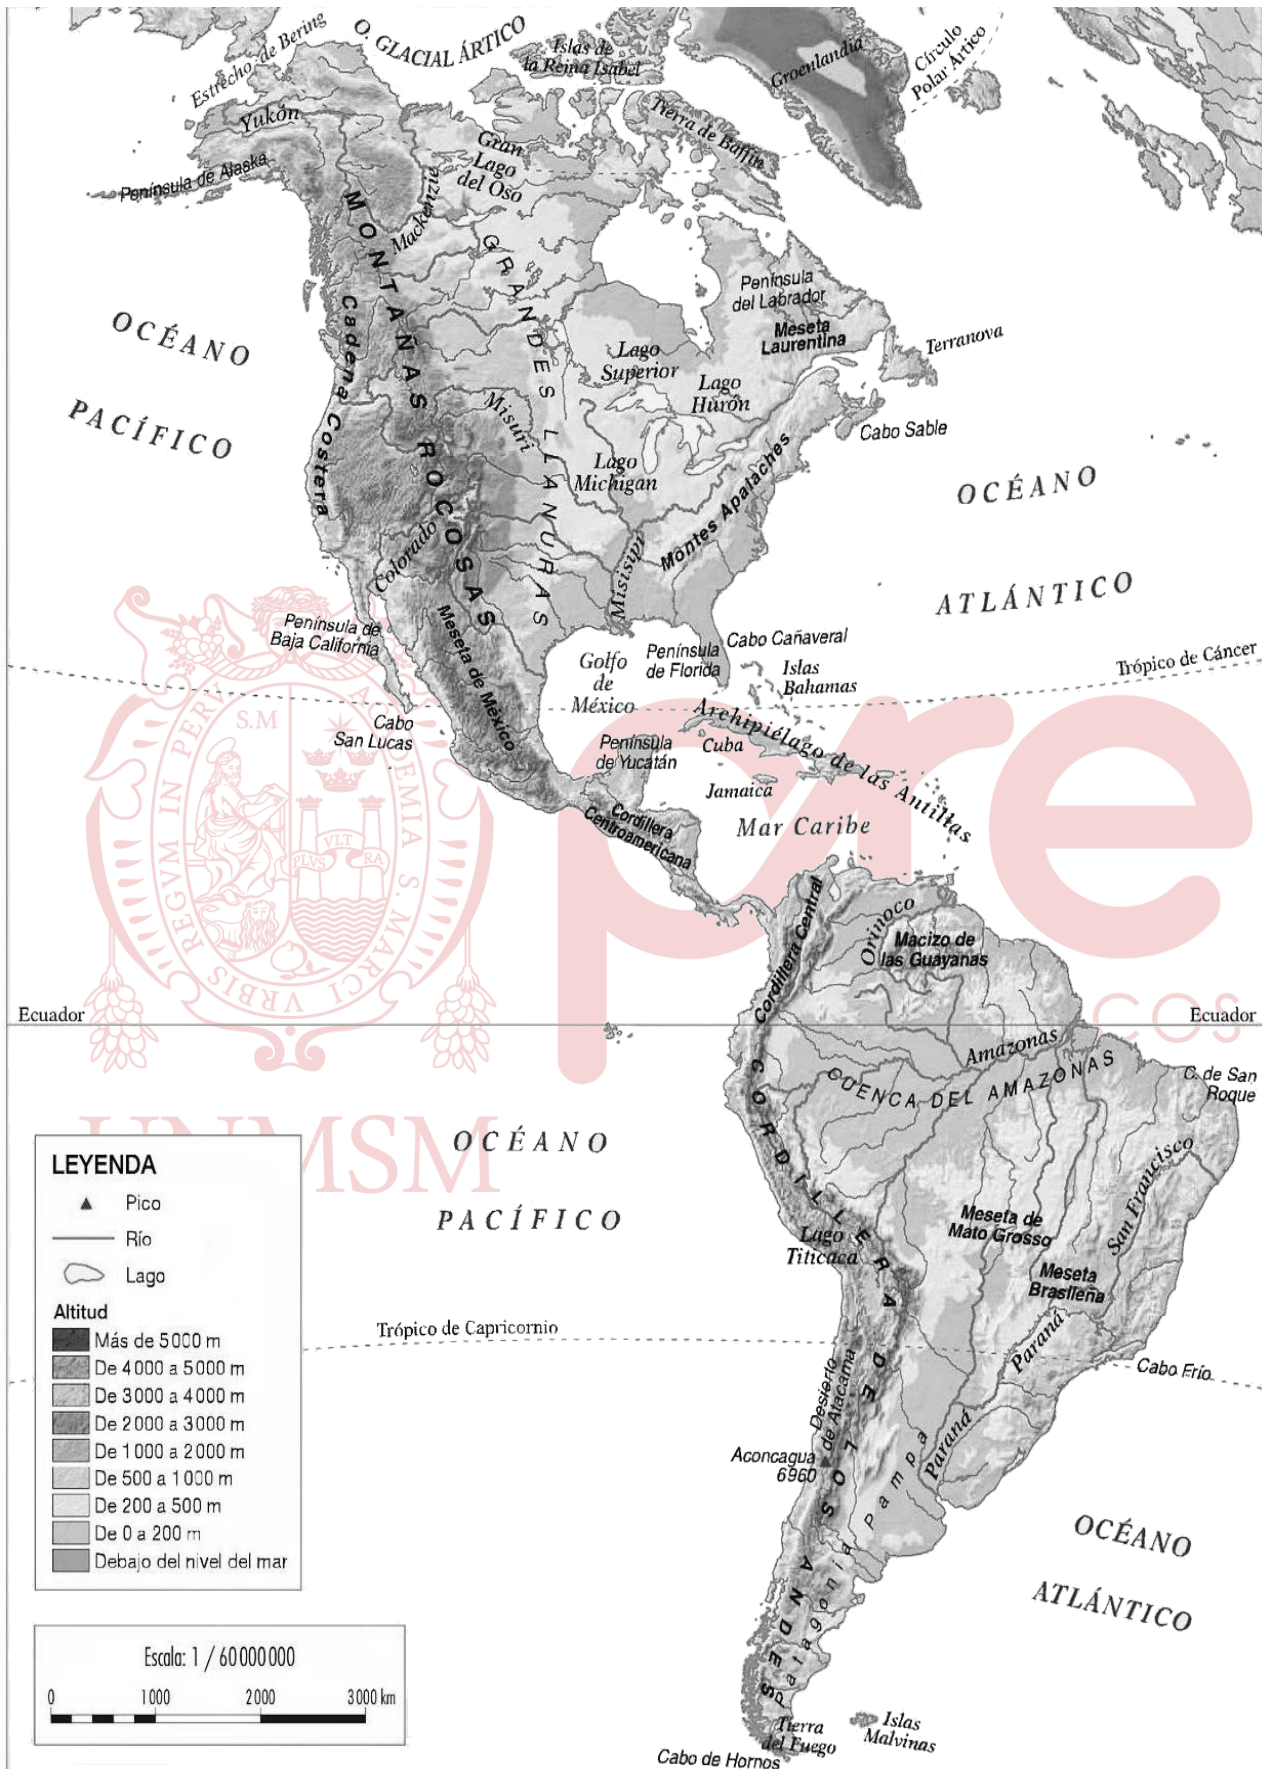 Estrecho de Bering
O. GLACIAL ÁRTICO
Islas de
la Reina Isabel
Groenlandia
Círculo
Polar Ártico
Yukón
Tierra de Baffin
Península de Alaska
Gran
Lago
del Oso
Mackenzie
MONTAÑAS ROCOSAS
GRANDES LLANURAS
Península
del Labrador
Meseta
Laurentina
Cadena Costera
OCÉANO
PACÍFICO
Lago
Superior
Terranova
Lago
Hurón
Misuri
Cabo Sable
Lago
Michigan
Montes Apalaches
OCÉANO
ATLÁNTICO
Colorado
Misisipi
Península de
Baja California
Meseta de México
Golfo
de
México
Península
de Florida
Cabo Cañaveral
Islas
Bahamas
Trópico de Cáncer
Cabo
San Lucas
Archipiélago de las Antillas
Península
de Yucatán
Cuba
Jamaica
Cordillera
Centroamericana
Mar Caribe
S.M
ACADEMIA S. MARCI VRBIS REGVM IN PERV
PLVS VLT RA
pre
COS
UNMSM
Cordillera Central
Orinoco
Macizo de
las Guayanas
Ecuador
Ecuador
Amazonas
CUENCA DEL AMAZONAS
C. de San
Roque
CORDILLERA DE LOS ANDES
OCÉANO
PACÍFICO
San Francisco
Meseta de
Mato Grosso
Lago
Titicaca
Meseta
Brasileña
Trópico de Capricornio
Paraná
Cabo Frío
Desierto
de Atacama
Paraná
Aconcagua
6960
Pampa
Patagonia
OCÉANO
ATLÁNTICO
Tierra
del Fuego
Islas
Malvinas
Cabo de Hornos
LEYENDA
Pico
Río
Lago
Altitud
Más de 5000 m
De 4000 a 5000 m
De 3000 a 4000 m
De 2000 a 3000 m
De 1000 a 2000 m
De 500 a 1000 m
De 200 a 500 m
De 0 a 200 m
Debajo del nivel del mar
Escala: 1 / 60000000
0 1000 2000 3000 km